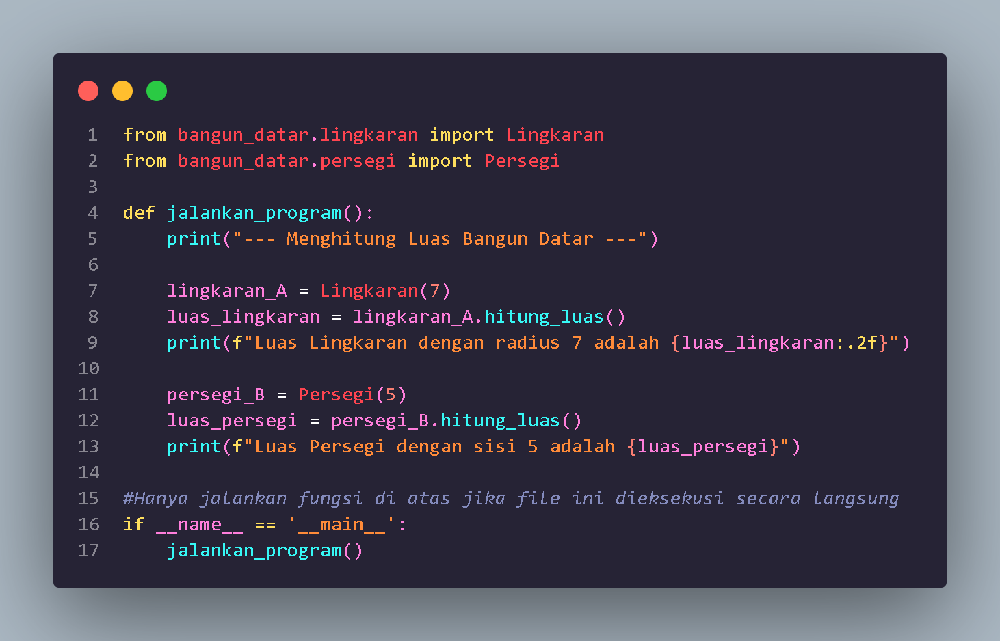 1 from bangun_datar.lingkaran import Lingkaran
2 from bangun_datar.persegi import Persegi
3
4 def jalankan_program():
5     print("--- Menghitung Luas Bangun Datar ---")
6
7     lingkaran_A = Lingkaran(7)
8     luas_lingkaran = lingkaran_A.hitung_luas()
9     print(f"Luas Lingkaran dengan radius 7 adalah {luas_lingkaran:.2f}")
10
11     persegi_B = Persegi(5)
12     luas_persegi = persegi_B.hitung_luas()
13     print(f"Luas Persegi dengan sisi 5 adalah {luas_persegi}")
14
15 #Hanya jalankan fungsi di atas jika file ini dieksekusi secara langsung
16 if __name__ == '__main__':
17     jalankan_program()